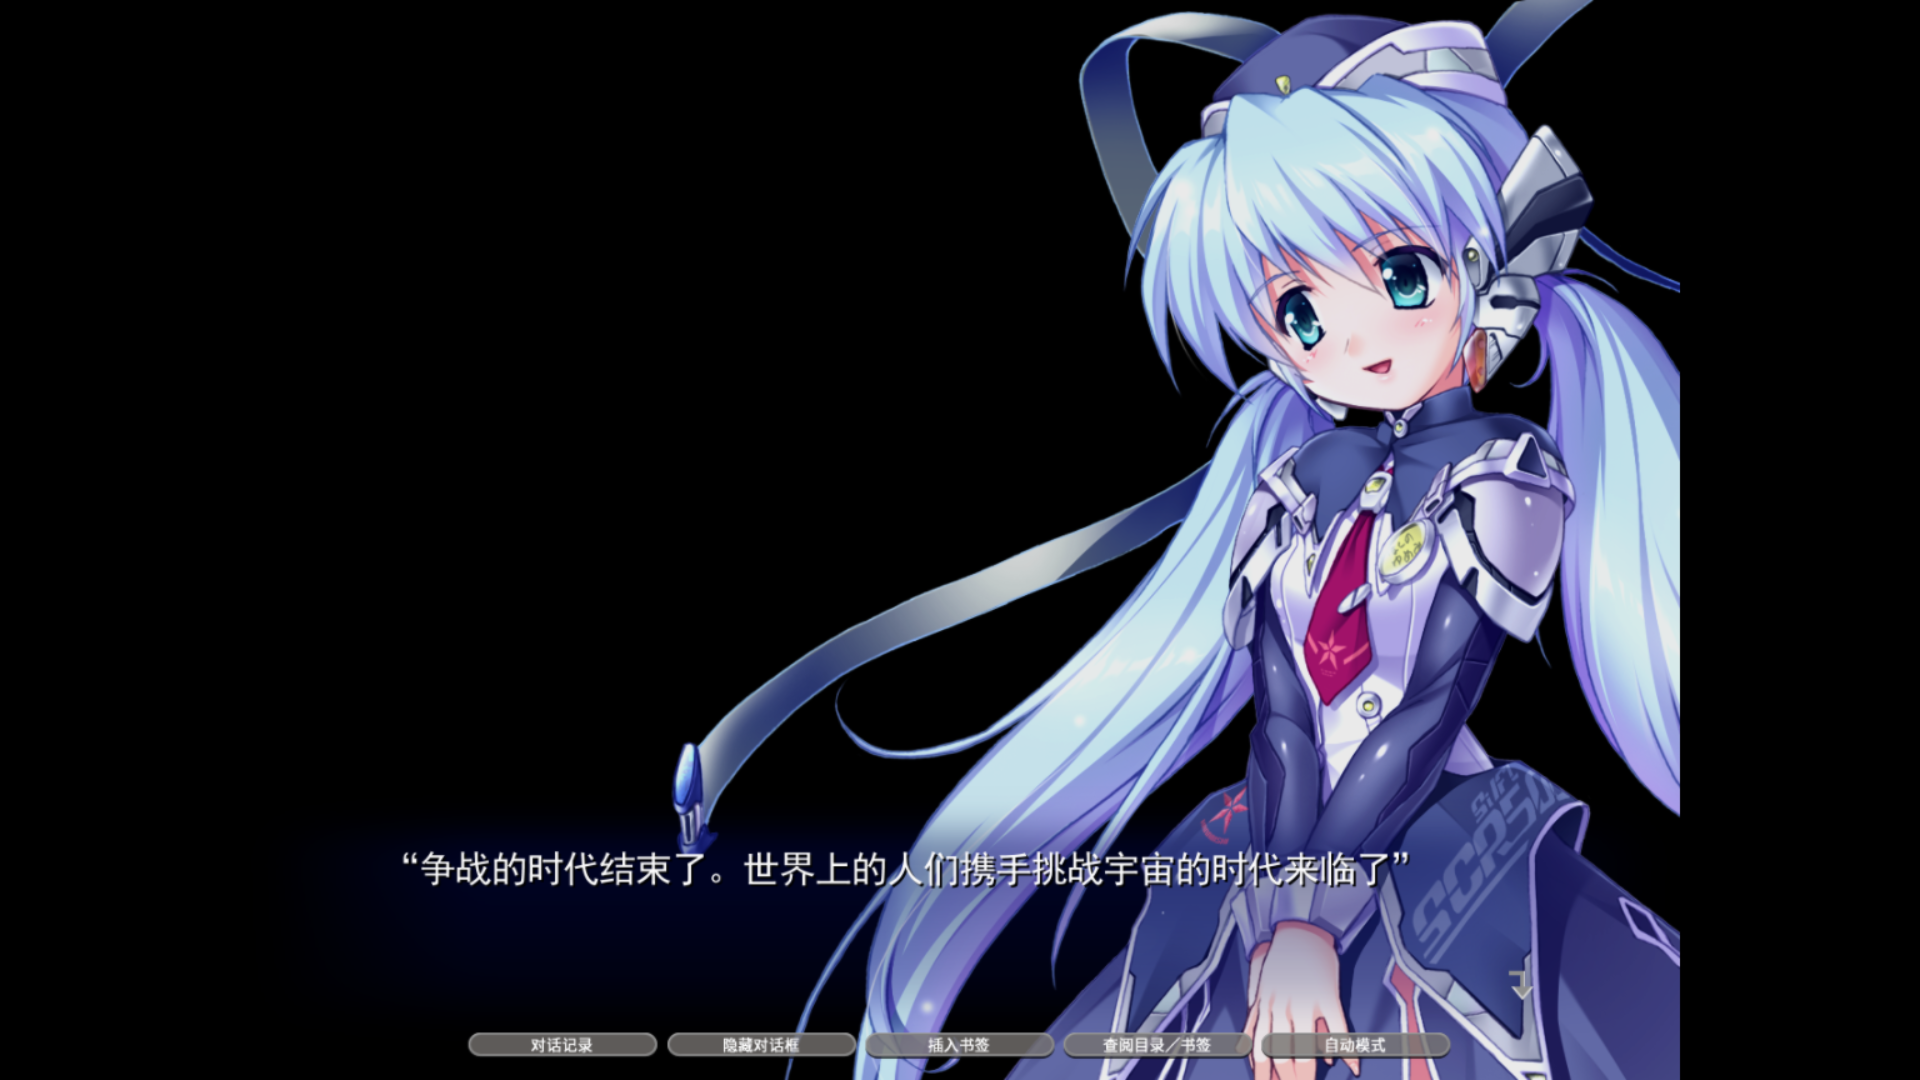 “争战的时代结束了。世界上的人们携手挑战宇宙的时代来临了”
对话记录
隐藏对话框
插入书签
查阅目录／书签
自动模式